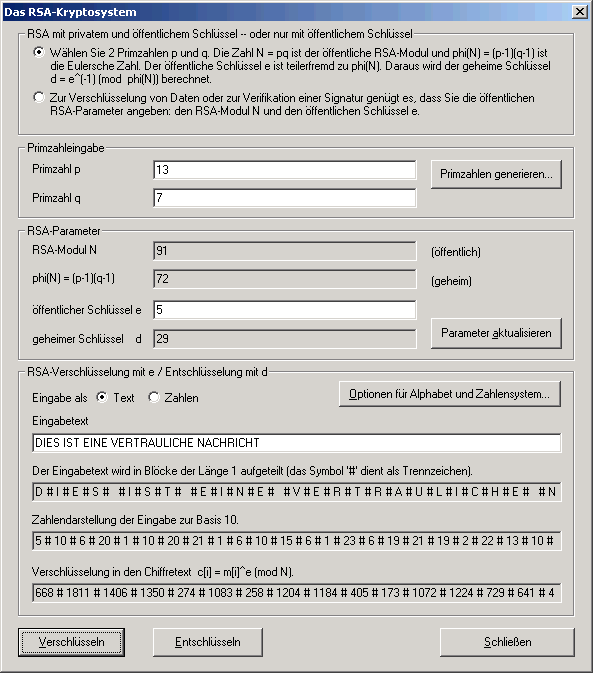 Das RSA-Kryptosystem
RSA mit privatem und öffentlichem Schlüssel -- oder nur mit öffentlichem Schlüssel
Wählen Sie 2 Primzahlen p und q. Die Zahl N = pq ist der öffentliche RSA-Modul und phi(N) = (p-1)(q-1) ist
die Eulersche Zahl. Der öffentliche Schlüssel e ist teilerfremd zu phi(N). Daraus wird der geheime Schlüssel
d = e^(-1) (mod phi(N)) berechnet.
Zur Verschlüsselung von Daten oder zur Verifikation einer Signatur genügt es, dass Sie die öffentlichen
RSA-Parameter angeben: den RSA-Modul N und den öffentlichen Schlüssel e.
Primzahleingabe
Primzahl p 13 Primzahlen generieren...
Primzahl q 7
RSA-Parameter
RSA-Modul N 91 (öffentlich)
phi(N) = (p-1)(q-1) 72 (geheim)
öffentlicher Schlüssel e 5
geheimer Schlüssel d 29 Parameter aktualisieren
RSA-Verschlüsselung mit e / Entschlüsselung mit d
Eingabe als Text Zahlen Optionen für Alphabet und Zahlensystem...
Eingabetext
DIES IST EINE VERTRAULICHE NACHRICHT
Der Eingabetext wird in Blöcke der Länge 1 aufgeteilt (das Symbol '#' dient als Trennzeichen).
D # I # E # S # # I # S # T # # E # I # N # E # # V # E # R # T # R # A # U # L # I # C # H # E # # N
Zahlendarstellung der Eingabe zur Basis 10.
5 # 10 # 6 # 20 # 1 # 10 # 20 # 21 # 1 # 6 # 10 # 15 # 6 # 1 # 23 # 6 # 19 # 21 # 19 # 2 # 22 # 13 # 10 #
Verschlüsselung in den Chiffretext c[i] = m[i]^e (mod N).
668 # 1811 # 1406 # 1350 # 274 # 1083 # 258 # 1204 # 1184 # 405 # 173 # 1072 # 1224 # 729 # 641 # 4
Verschlüsseln Entschlüsseln Schließen